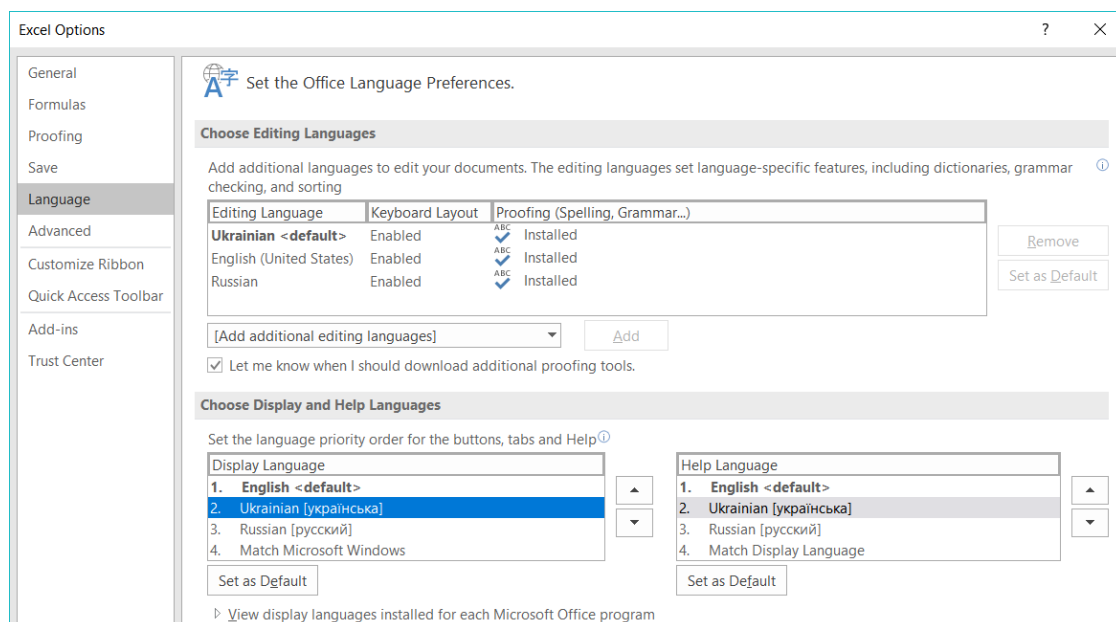 Excel Options
?
General
Formulas
Proofing
Save
Language
Advanced
Customize Ribbon
Quick Access Toolbar
Add-ins
Trust Center
A字 Set the Office Language Preferences.
Choose Editing Languages
Add additional languages to edit your documents. The editing languages set language-specific features, including dictionaries, grammar
checking, and sorting
Editing Language Keyboard Layout Proofing (Spelling, Grammar...)
Ukrainian <default> Enabled ABC Installed
English (United States) Enabled ABC Installed
Russian Enabled ABC Installed
Remove
Set as Default
[Add additional editing languages] Add
Let me know when I should download additional proofing tools.
Choose Display and Help Languages
Set the language priority order for the buttons, tabs and Help
Display Language
1. English <default>
2. Ukrainian [українська]
3. Russian [русский]
4. Match Microsoft Windows
Set as Default
Help Language
1. English <default>
2. Ukrainian [українська]
3. Russian [русский]
4. Match Display Language
Set as Default
View display languages installed for each Microsoft Office program